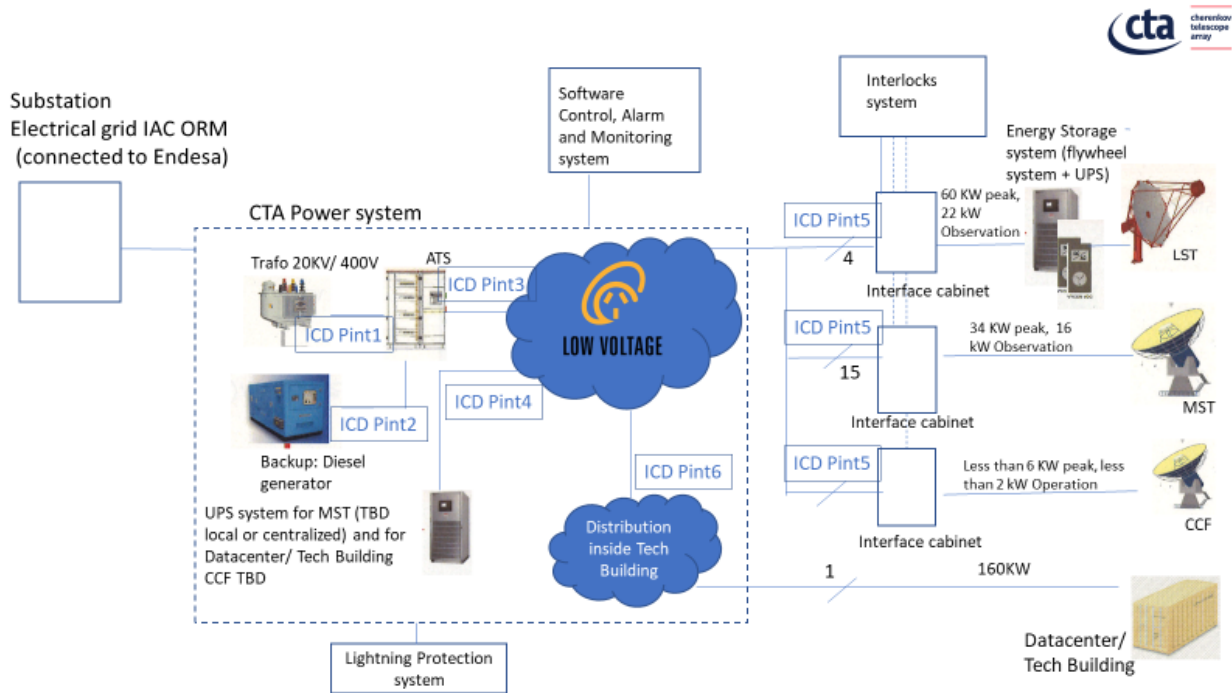 cta
cherenkov
telescope
array
Substation
Electrical grid IAC ORM
(connected to Endesa)
Software
Control, Alarm
and Monitoring
system
Interlocks
system
Energy Storage
system (flywheel
system + UPS)
60 KW peak,
22 kW
Observation
LST
CTA Power system
Trafo 20KV/ 400V
ATS
ICD Pint3
ICD Pint1
LOW VOLTAGE
ICD Pint5
4
Interface cabinet
ICD Pint5
15
34 KW peak, 16
kW Observation
MST
Interface cabinet
ICD Pint4
ICD Pint2
Backup: Diesel
generator
ICD Pint6
ICD Pint5
Less than 6 KW peak, less
than 2 kW Operation
CCF
Interface cabinet
UPS system for MST (TBD
local or centralized) and for
Datacenter/ Tech Building
CCF TBD
Distribution
inside Tech
Building
1
160KW
Datacenter/
Tech Building
Lightning Protection
system